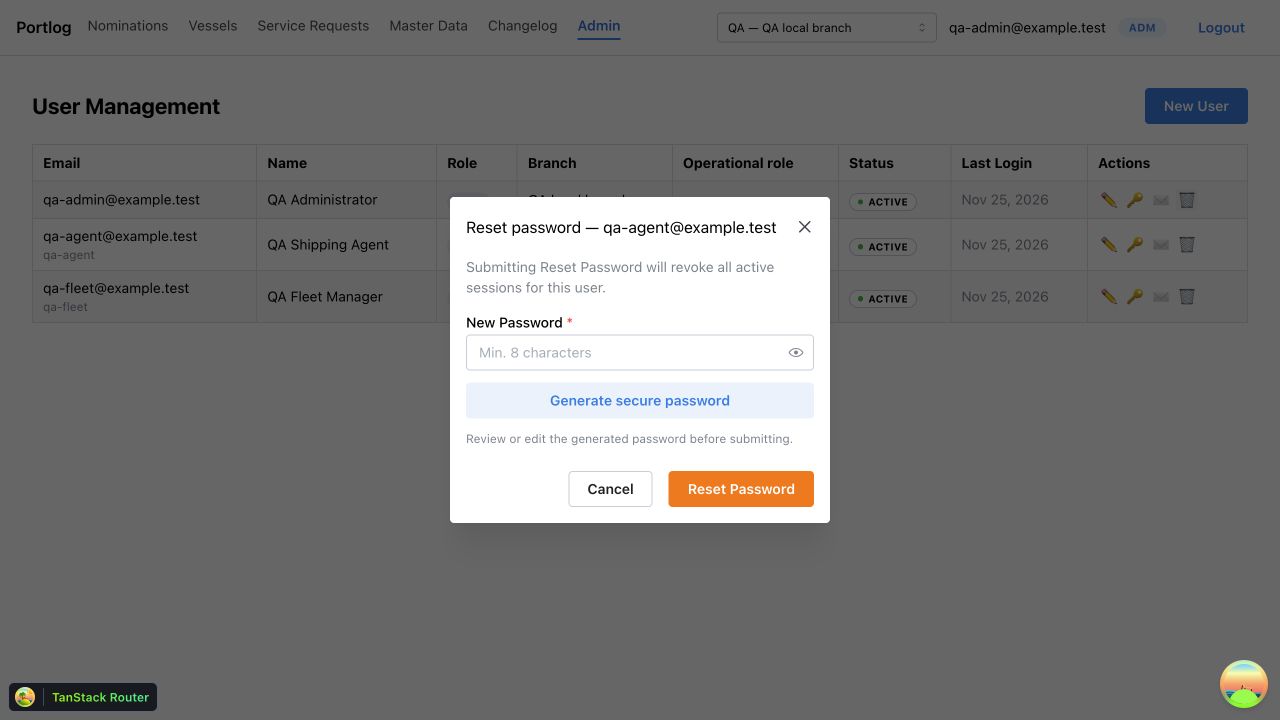 Portlog Nominations Vessels Service Requests Master Data Changelog Admin QA — QA local branch qa-admin@example.test ADM Logout
User Management New User
Email Name Role Branch Operational role Status Last Login Actions
qa-admin@example.test QA Administrator ACTIVE Nov 25, 2026
qa-agent@example.test
qa-agent
QA Shipping Agent ACTIVE Nov 25, 2026
qa-fleet@example.test
qa-fleet
QA Fleet Manager ACTIVE Nov 25, 2026
Reset password — qa-agent@example.test
Submitting Reset Password will revoke all active
sessions for this user.
New Password *
Min. 8 characters
Generate secure password
Review or edit the generated password before submitting.
Cancel Reset Password
TanStack Router